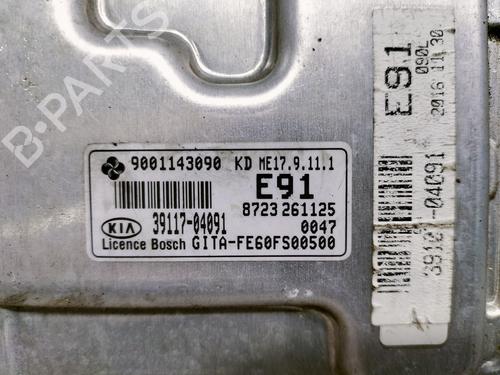 9001143090 KD ME17.9.11.1
E91
8723 261125
KIA 39117-04091 0047
Licence Bosch GITA-FE60FS00500
E91
090L
2016 11 30
-04091
B-PARTS